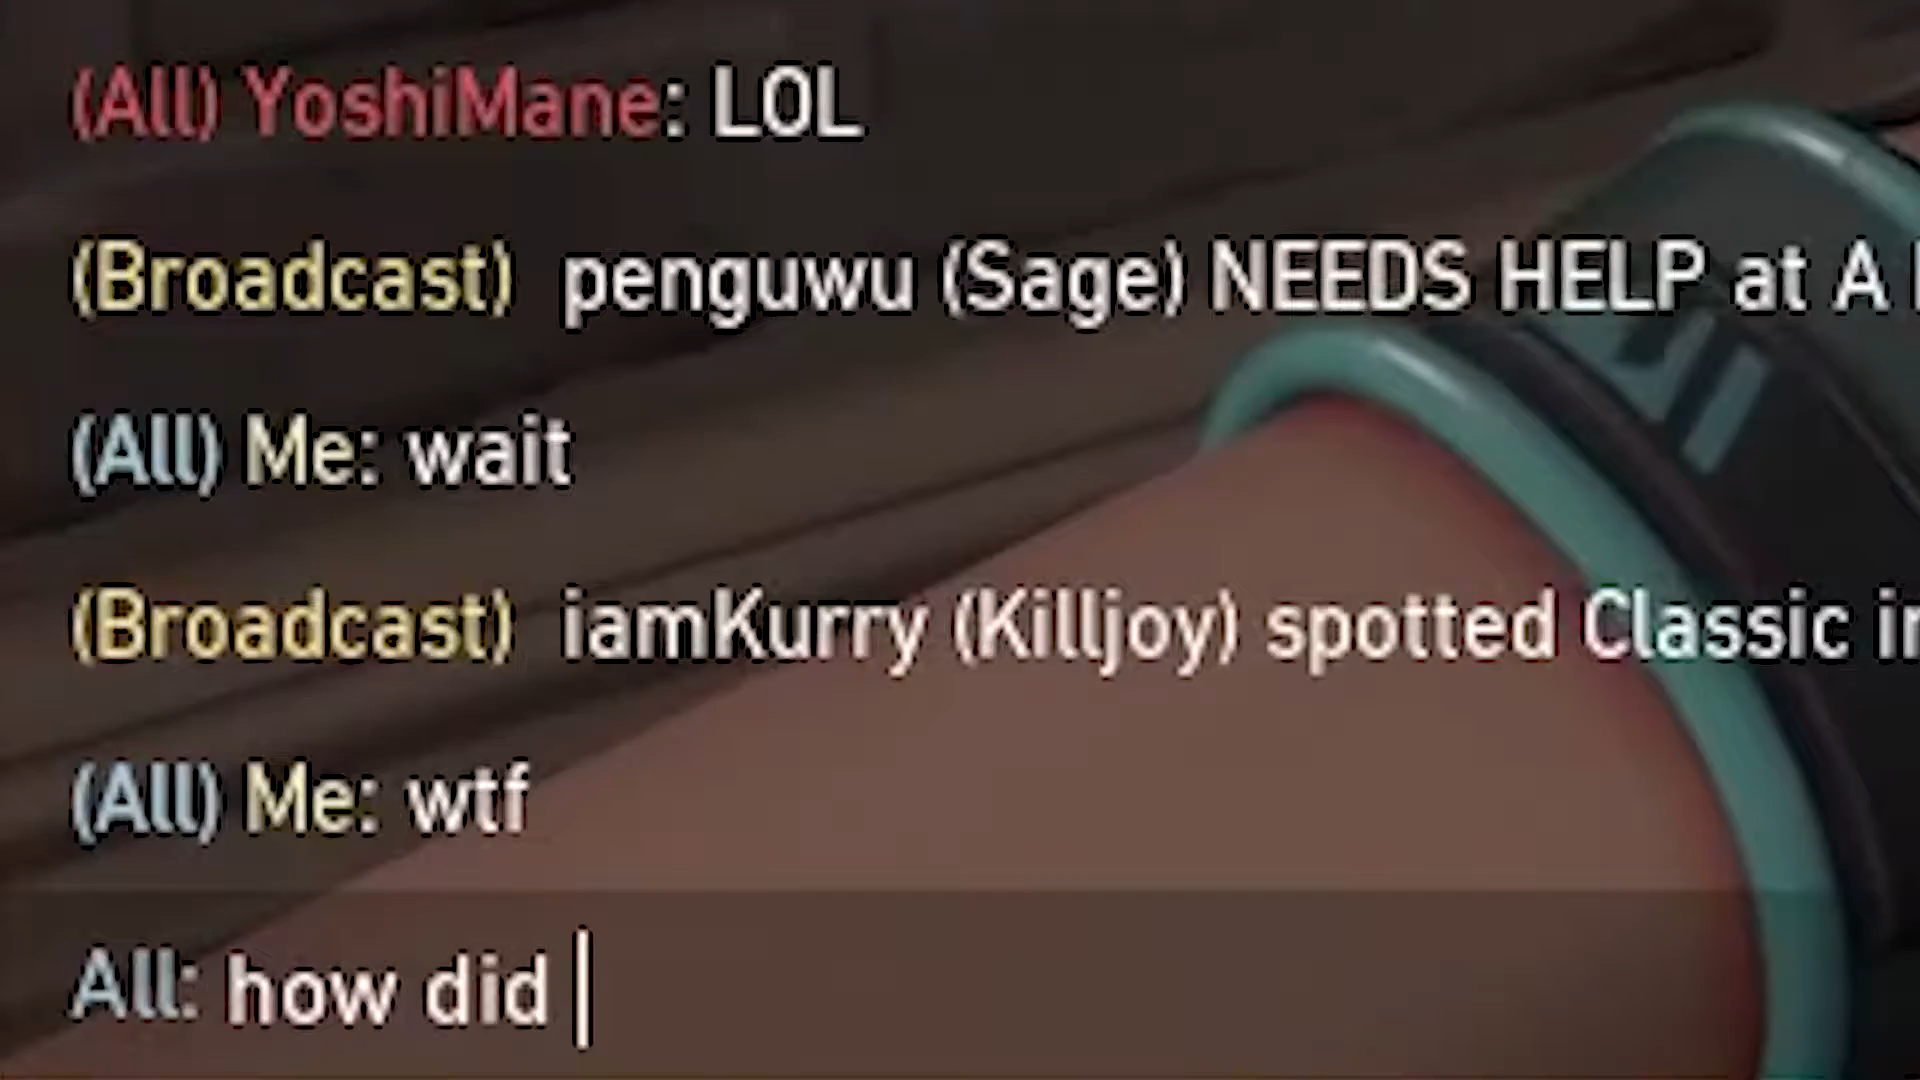 (All) YoshiMane: LOL
(Broadcast) penguwu (Sage) NEEDS HELP at A
(All) Me: wait
(Broadcast) iamKurry (Killjoy) spotted Classic in
(All) Me: wtf
All: how did